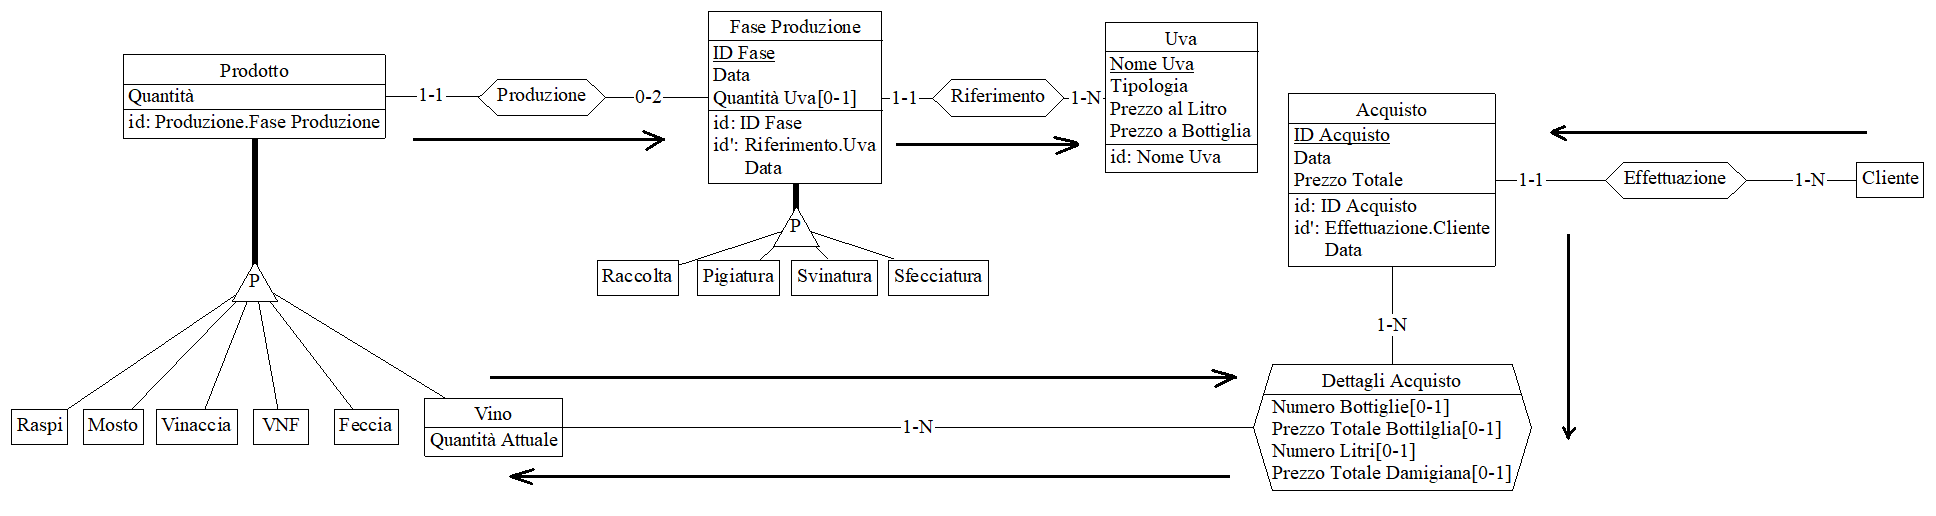 Prodotto
Quantità
id: Produzione.Fase Produzione
1-1
Produzione
0-2
Fase Produzione
ID Fase
Data
Quantità Uva[0-1]
id: ID Fase
id': Riferimento.Uva
Data
1-1
Riferimento
1-N
Uva
Nome Uva
Tipologia
Prezzo al Litro
Prezzo a Bottiglia
id: Nome Uva
Acquisto
ID Acquisto
Data
Prezzo Totale
id: ID Acquisto
id': Effettuazione.Cliente
Data
1-1
Effettuazione
1-N
Cliente
P
Raccolta
Pigiatura
Svinatura
Sfecciatura
P
Raspi
Mosto
Vinaccia
VNF
Feccia
Vino
Quantità Attuale
1-N
1-N
Dettagli Acquisto
Numero Bottiglie[0-1]
Prezzo Totale Bottilglia[0-1]
Numero Litri[0-1]
Prezzo Totale Damigiana[0-1]